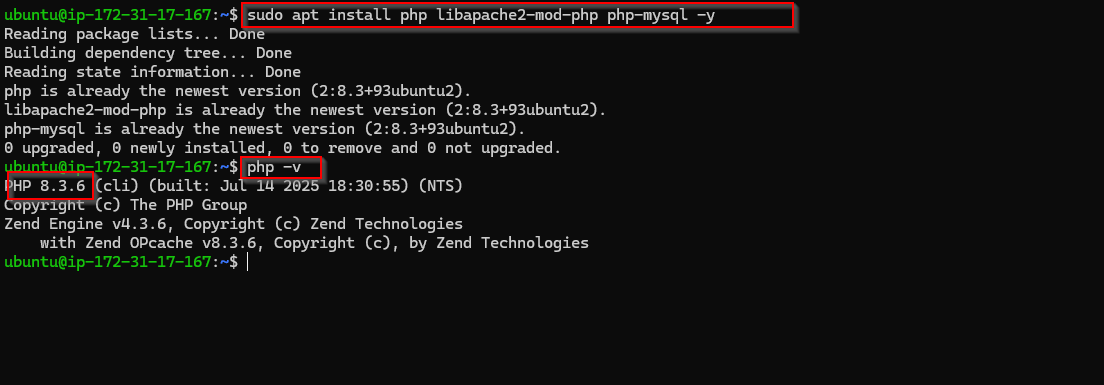 ubuntu@ip-172-31-17-167:~$ sudo apt install php libapache2-mod-php php-mysql -y
Reading package lists... Done
Building dependency tree... Done
Reading state information... Done
php is already the newest version (2:8.3+93ubuntu2).
libapache2-mod-php is already the newest version (2:8.3+93ubuntu2).
php-mysql is already the newest version (2:8.3+93ubuntu2).
0 upgraded, 0 newly installed, 0 to remove and 0 not upgraded.
ubuntu@ip-172-31-17-167:~$ php -v
PHP 8.3.6 (cli) (built: Jul 14 2025 18:30:55) (NTS)
Copyright (c) The PHP Group
Zend Engine v4.3.6, Copyright (c) Zend Technologies
    with Zend OPcache v8.3.6, Copyright (c), by Zend Technologies
ubuntu@ip-172-31-17-167:~$